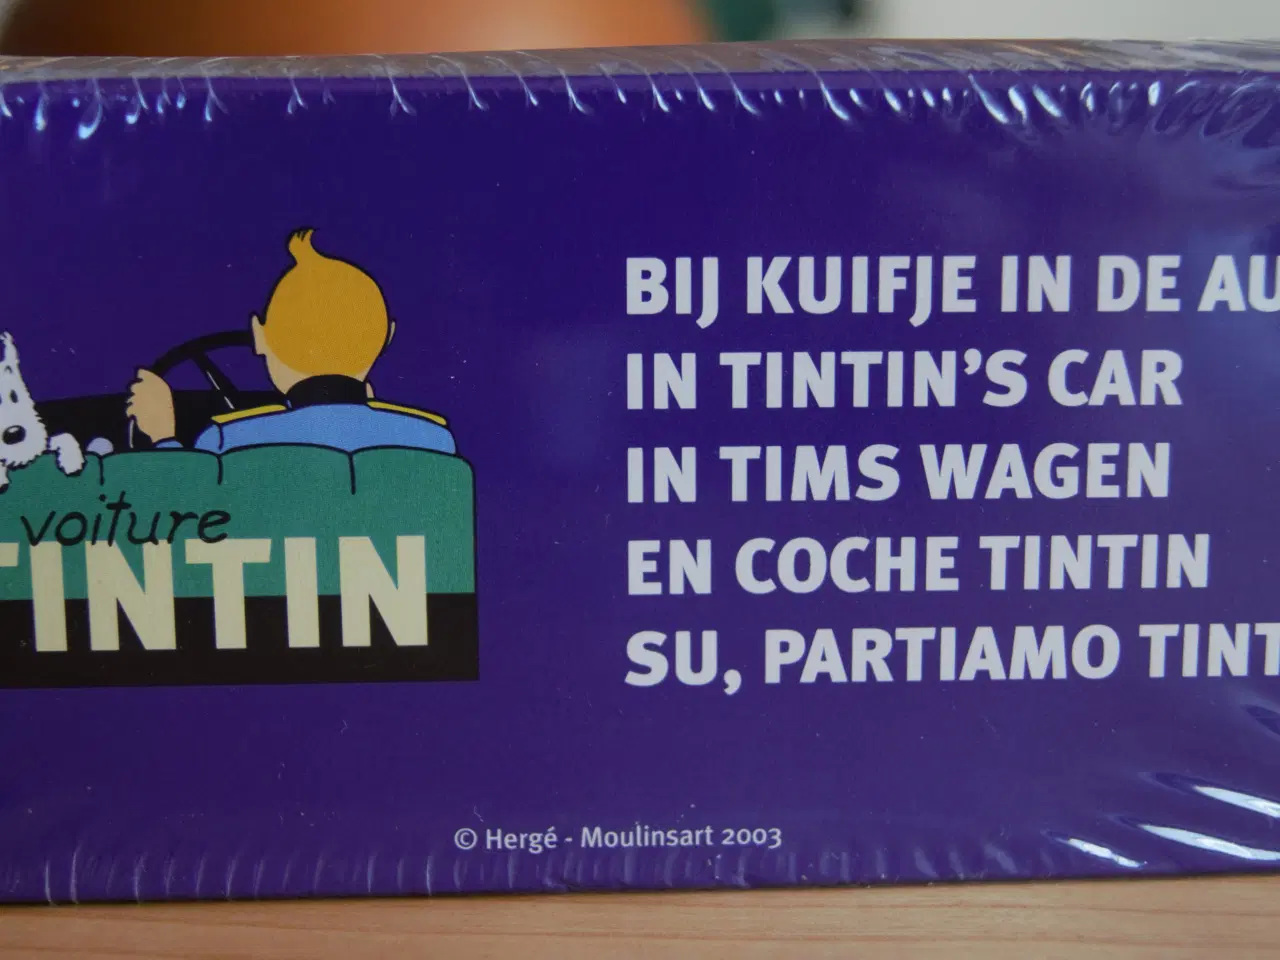 voiture
TINTIN
BIJ KUIFJE IN DE AU
IN TINTIN'S CAR
IN TIMS WAGEN
EN COCHE TINTIN
SU, PARTIAMO TINT
© Hergé - Moulinsart 2003